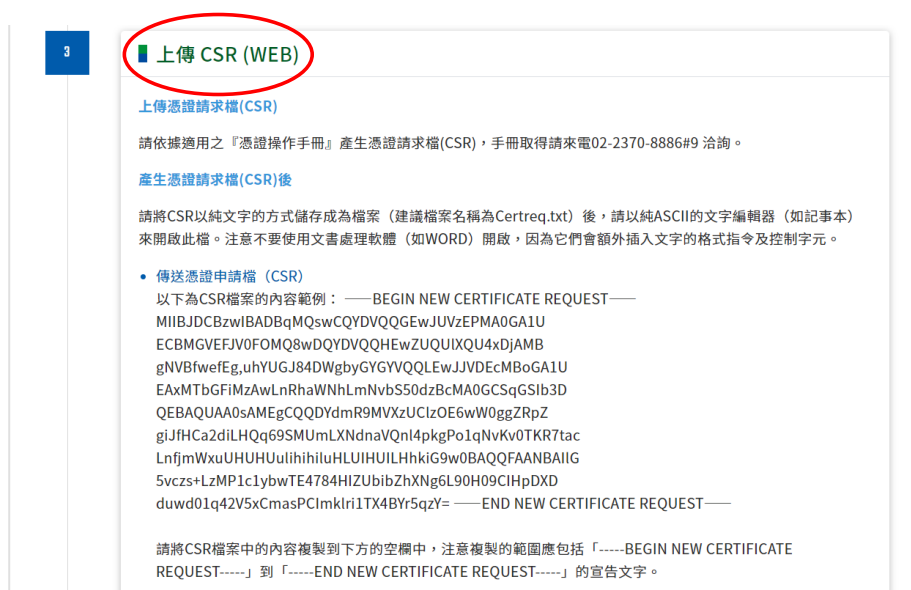 3
上傳 CSR (WEB)
上傳憑證請求檔(CSR)
請依據適用之『憑證操作手冊』產生憑證請求檔(CSR)，手冊取得請來電02-2370-8886#9 洽詢。
產生憑證請求檔(CSR)後
請將CSR以純文字的方式儲存成為檔案（建議檔案名稱為Certreq.txt）後，請以純ASCII的文字編輯器（如記事本）
來開啟此檔。注意不要使用文書處理軟體（如WORD）開啟，因為它們會額外插入文字的格式指令及控制字元。
• 傳送憑證申請檔（CSR）
以下為CSR檔案的內容範例： ——BEGIN NEW CERTIFICATE REQUEST——
MIIBJDCBzwIBADBqMQswCQYDVQQGEwJUVzEPMA0GA1U
ECBMGVEFJV0FOMQ8wDQYDVQQHEwZUQUlXQU4xDjAMB
gNVBfwefEg,uhYUGJ84DWgbyGYGYVQQLEwJJVDEcMBoGA1U
EAxMTbGFiMzAwLnRhaWNhLmNvbS50dzBcMA0GCSqGSIb3D
QEBAQUAA0sAMEgCQQDYdmR9MVXzUClzOE6wW0ggZRpZ
giJfHCa2diLHQq69SMUmLXNdnaVQnl4pkgPo1qNvKv0TKR7tac
LnfjmWxuUHUHUulihihiluHLUIHUILHhkiG9w0BAQQFAANBAIIG
5vczs+LzMP1c1ybwTE4784HIZUbibZhXNg6L90H09CIHpDXD
duwd01q42V5xCmasPCImklri1TX4BYr5qzY= ——END NEW CERTIFICATE REQUEST——
請將CSR檔案中的內容複製到下方的空欄中，注意複製的範圍應包括「-----BEGIN NEW CERTIFICATE
REQUEST-----」到「-----END NEW CERTIFICATE REQUEST-----」的宣告文字。